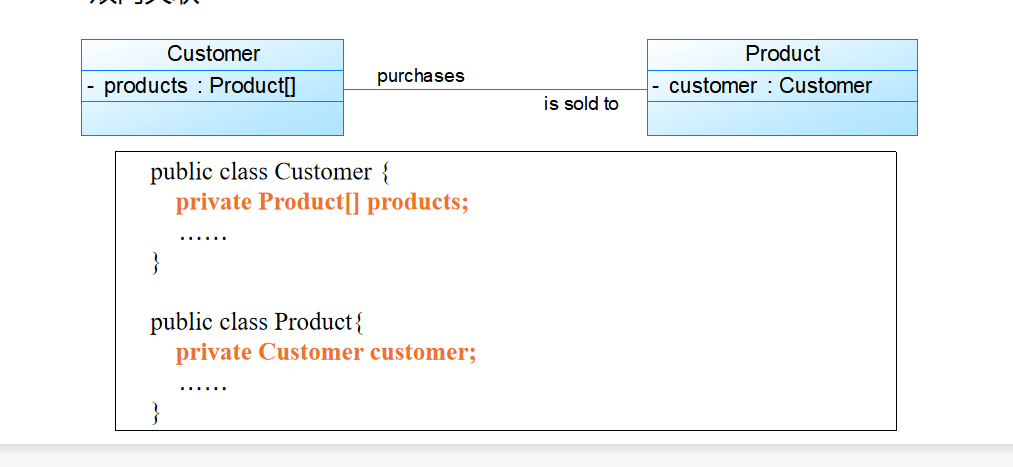 Customer
- products : Product[]
purchases
is sold to
Product
- customer : Customer
public class Customer {
private Product[] products;
……
}
public class Product{
private Customer customer;
……
}